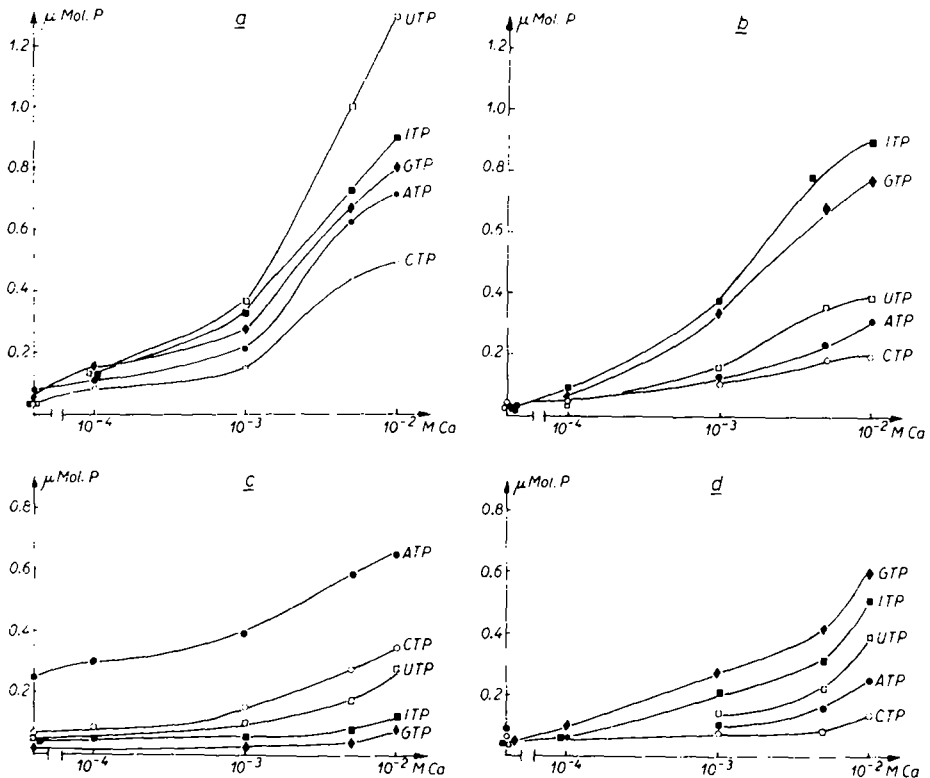 μ Mol. P
a
UTP
1.2
1.0
ITP
GTP
0.8
ATP
0.6
CTP
0.4
0.2
10⁻⁴
10⁻³
10⁻² M Ca
μ Mol. P
b
1.2
1.0
ITP
0.8
GTP
0.6
0.4
UTP
ATP
0.2
CTP
10⁻⁴
10⁻³
10⁻² M Ca
μ Mol. P
c
0.8
ATP
0.6
0.4
CTP
UTP
0.2
ITP
GTP
10⁻⁴
10⁻³
10⁻²
μ Mol. P
d
0.8
0.6
GTP
ITP
0.4
UTP
ATP
0.2
CTP
10⁻⁴
10⁻³
10⁻² M Ca